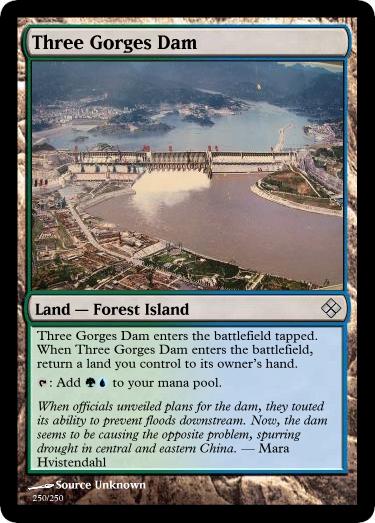 Three Gorges Dam
Land — Forest Island
Three Gorges Dam enters the battlefield tapped.
When Three Gorges Dam enters the battlefield,
return a land you control to its owner's hand.
: Add to your mana pool.
When officials unveiled plans for the dam, they touted
its ability to prevent floods downstream. Now, the dam
seems to be causing the opposite problem, spurring
drought in central and eastern China. — Mara
Hvistendahl
Source Unknown
250/250